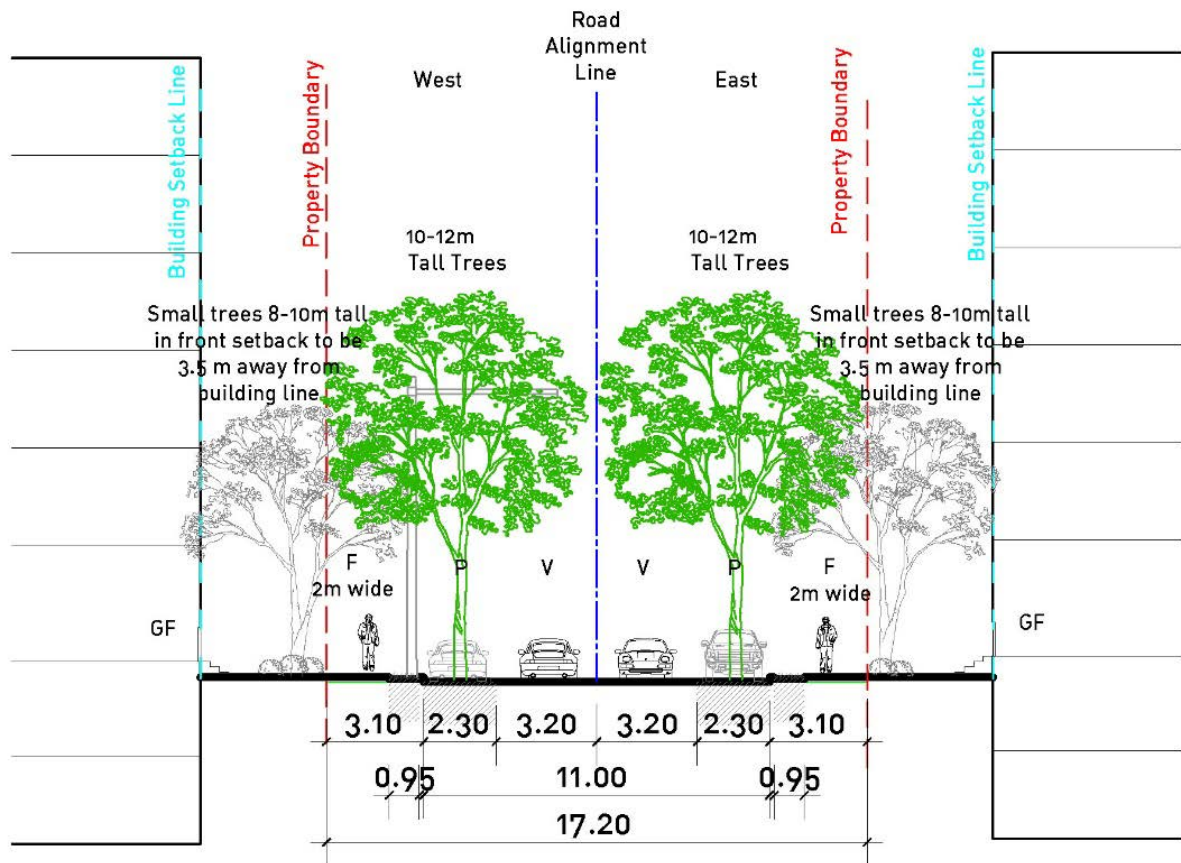 Road
Alignment
Line
West
East
Building Setback Line
Property Boundary
Property Boundary
Building Setback Line
10-12m
Tall Trees
10-12m
Tall Trees
Small trees 8-10m tall
in front setback to be
3.5 m away from
building line
Small trees 8-10m tall
in front setback to be
3.5 m away from
building line
F
2m wide
P
V
V
P
F
2m wide
GF
GF
3.10
2.30
3.20
3.20
2.30
3.10
0.95
11.00
0.95
17.20